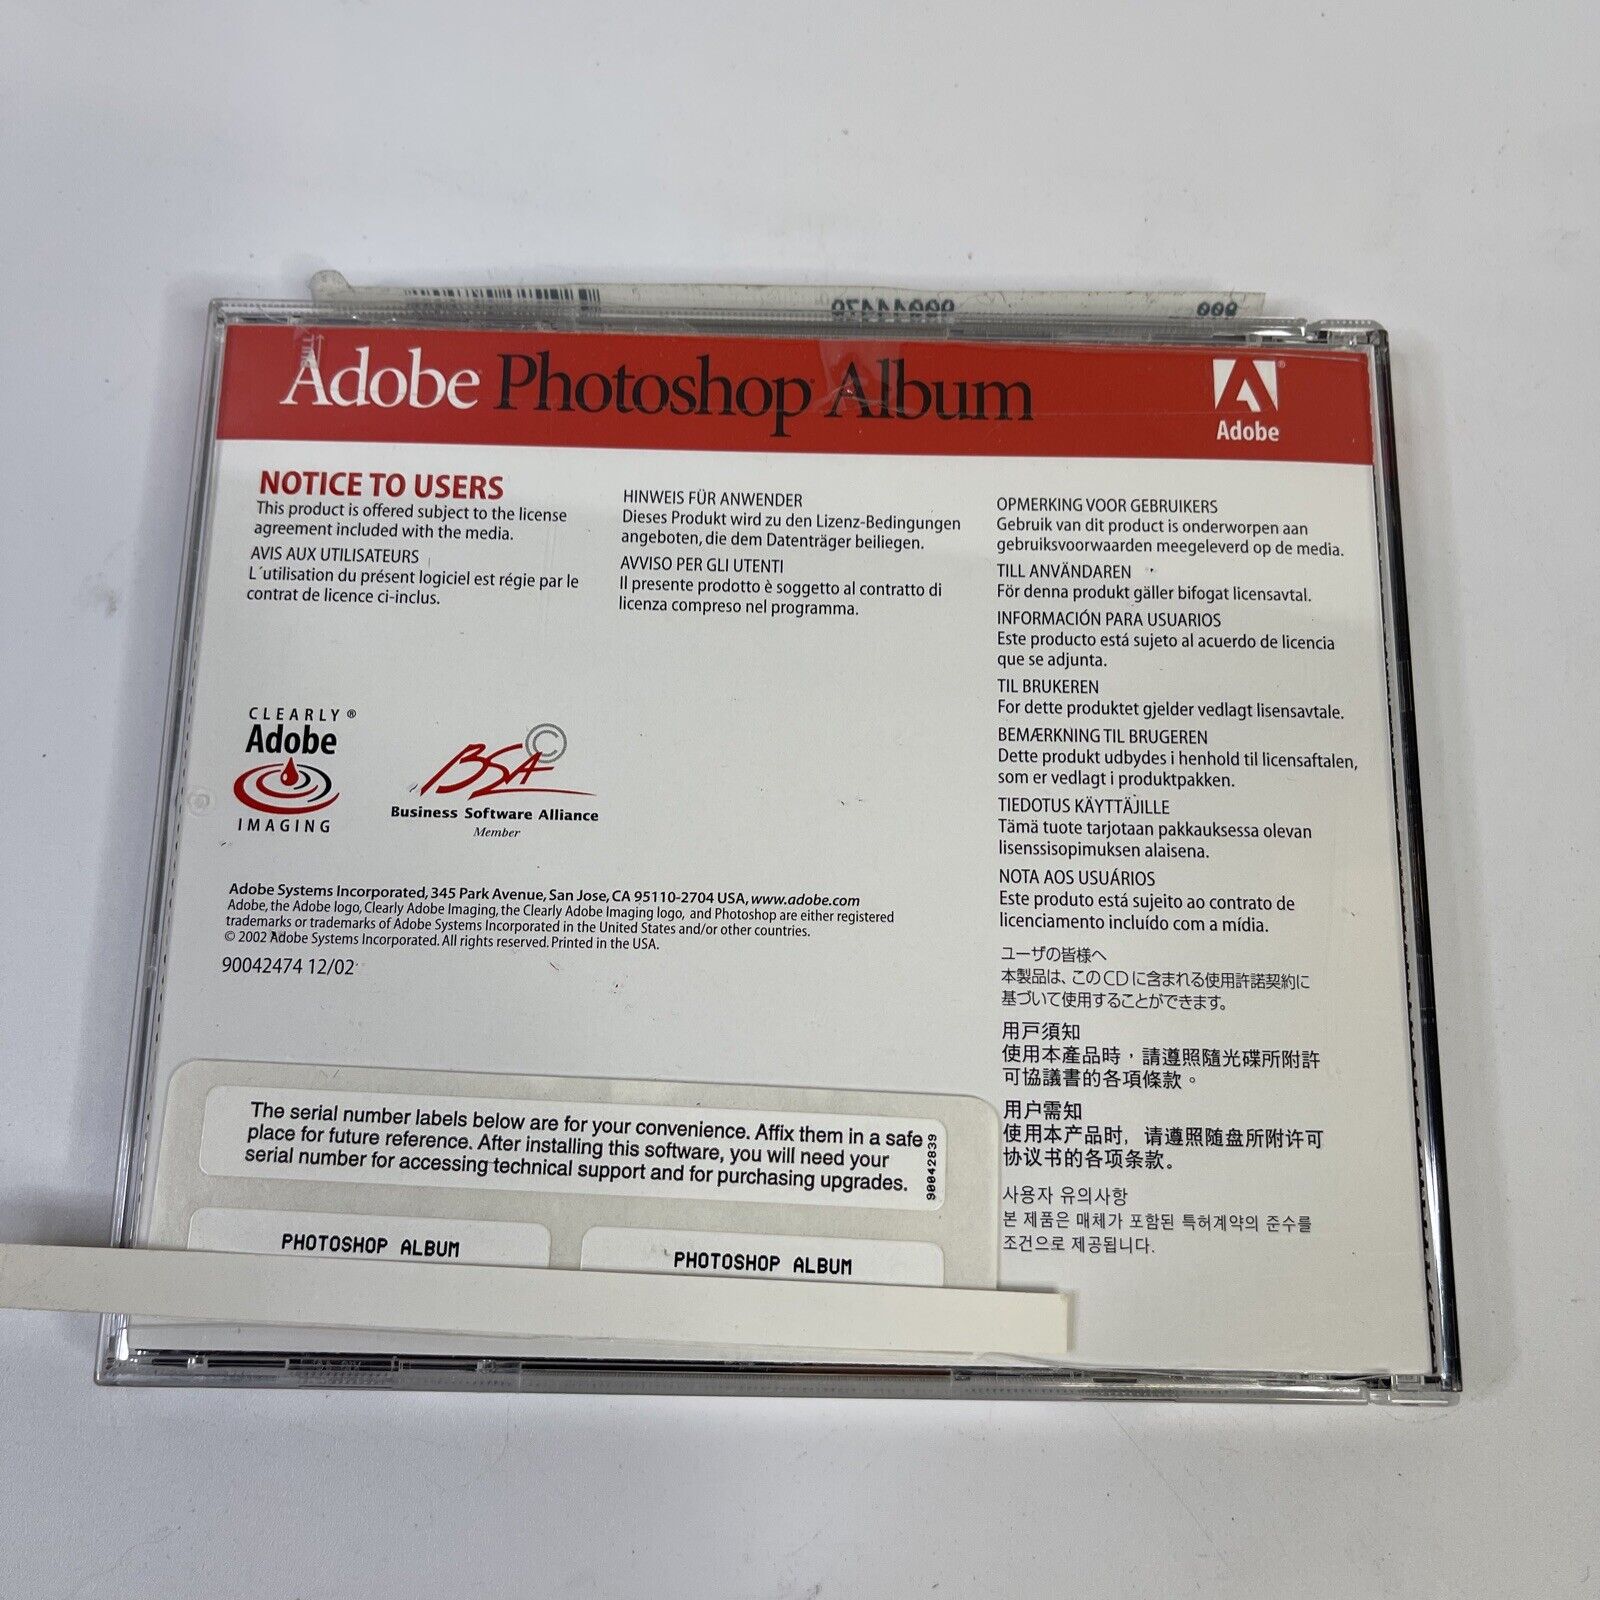 Adobe Photoshop Album
Adobe
NOTICE TO USERS
This product is offered subject to the license
agreement included with the media.
AVIS AUX UTILISATEURS
L´utilisation du présent logiciel est régie par le
contrat de licence ci-inclus.
HINWEIS FÜR ANWENDER
Dieses Produkt wird zu den Lizenz-Bedingungen
angeboten, die dem Datenträger beiliegen.
AVVISO PER GLI UTENTI
Il presente prodotto è soggetto al contratto di
licenza compreso nel programma.
OPMERKING VOOR GEBRUIKERS
Gebruik van dit product is onderworpen aan
gebruiksvoorwaarden meegeleverd op de media.
TILL ANVÄNDAREN
För denna produkt gäller bifogat licensavtal.
INFORMACIÓN PARA USUARIOS
Este producto está sujeto al acuerdo de licencia
que se adjunta.
TIL BRUKEREN
For dette produktet gjelder vedlagt lisensavtale.
BEMÆRKNING TIL BRUGEREN
Dette produkt udbydes i henhold til licensaftalen,
som er vedlagt i produktpakken.
TIEDOTUS KÄYTTÄJILLE
Tämä tuote tarjotaan pakkauksessa olevan
lisenssisopimuksen alaisena.
NOTA AOS USUÁRIOS
Este produto está sujeito ao contrato de
licenciamento incluído com a mídia.
ユーザの皆様へ
本製品は、このCDに含まれる使用許諾契約に
基づいて使用することができます。
用戸須知
使用本產品時，請遵照隨光碟所附許
可協議書的各項條款。
用户需知
使用本产品时，请遵照随盘所附许可
协议书的各项条款。
사용자 유의사항
본 제품은 매체가 포함된 특허계약의 준수를
조건으로 제공됩니다.
CLEARLY ®
Adobe
IMAGING
BSA ©
Business Software Alliance
Member
Adobe Systems Incorporated, 345 Park Avenue, San Jose, CA 95110-2704 USA, www.adobe.com
Adobe, the Adobe logo, Clearly Adobe Imaging, the Clearly Adobe Imaging logo, and Photoshop are either registered
trademarks or trademarks of Adobe Systems Incorporated in the United States and/or other countries.
© 2002 Adobe Systems Incorporated. All rights reserved. Printed in the USA.
90042474 12/02
The serial number labels below are for your convenience. Affix them in a safe
place for future reference. After installing this software, you will need your
serial number for accessing technical support and for purchasing upgrades.
90042839
PHOTOSHOP ALBUM
PHOTOSHOP ALBUM